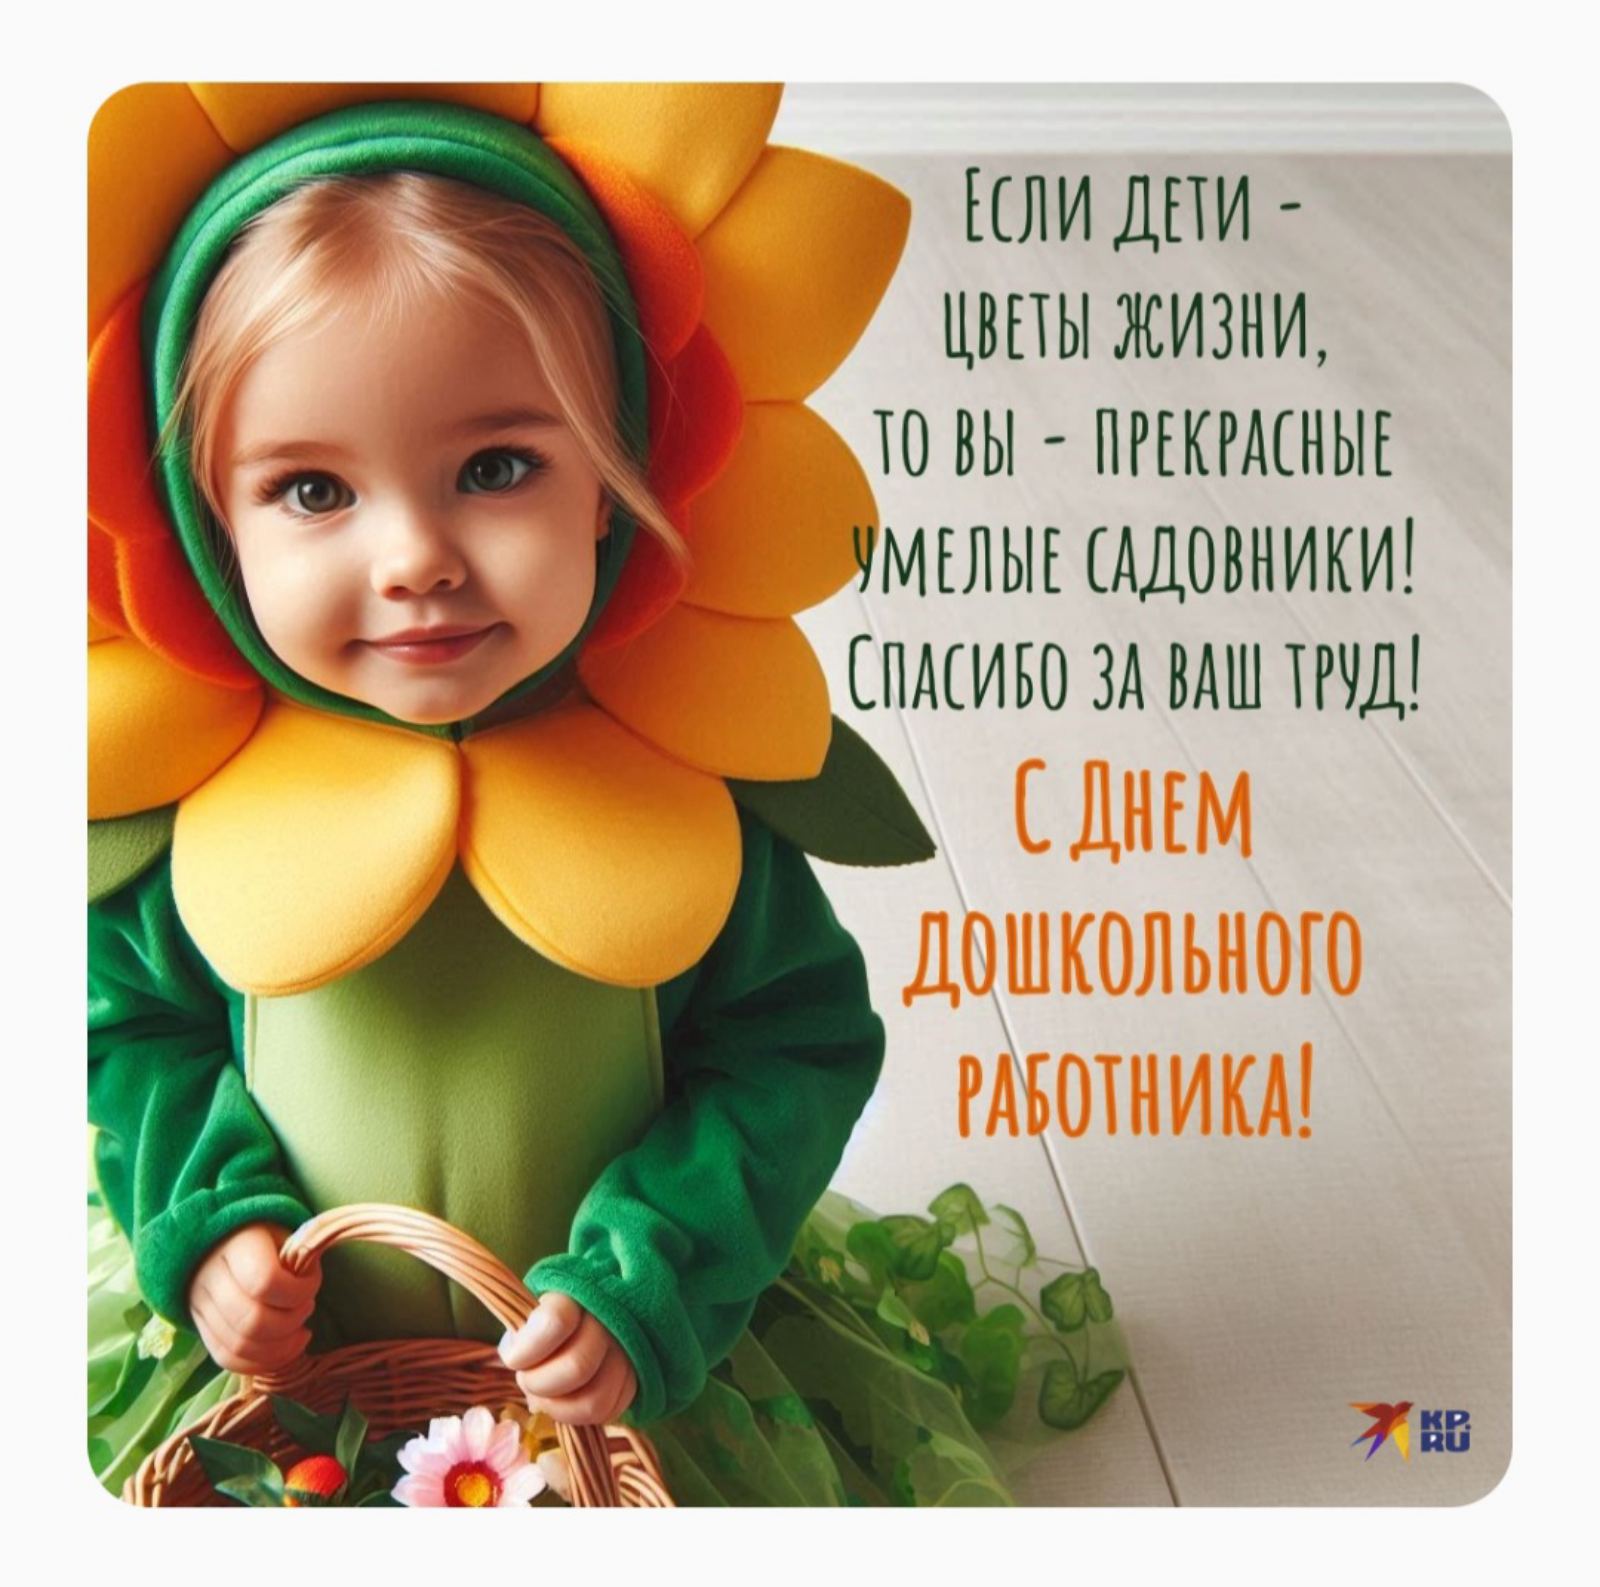 Если дети -
цветы жизни,
то вы - прекрасные
умелые садовники!
Спасибо за ваш труд!
С Днем
дошкольного
работника!
KP.
RU